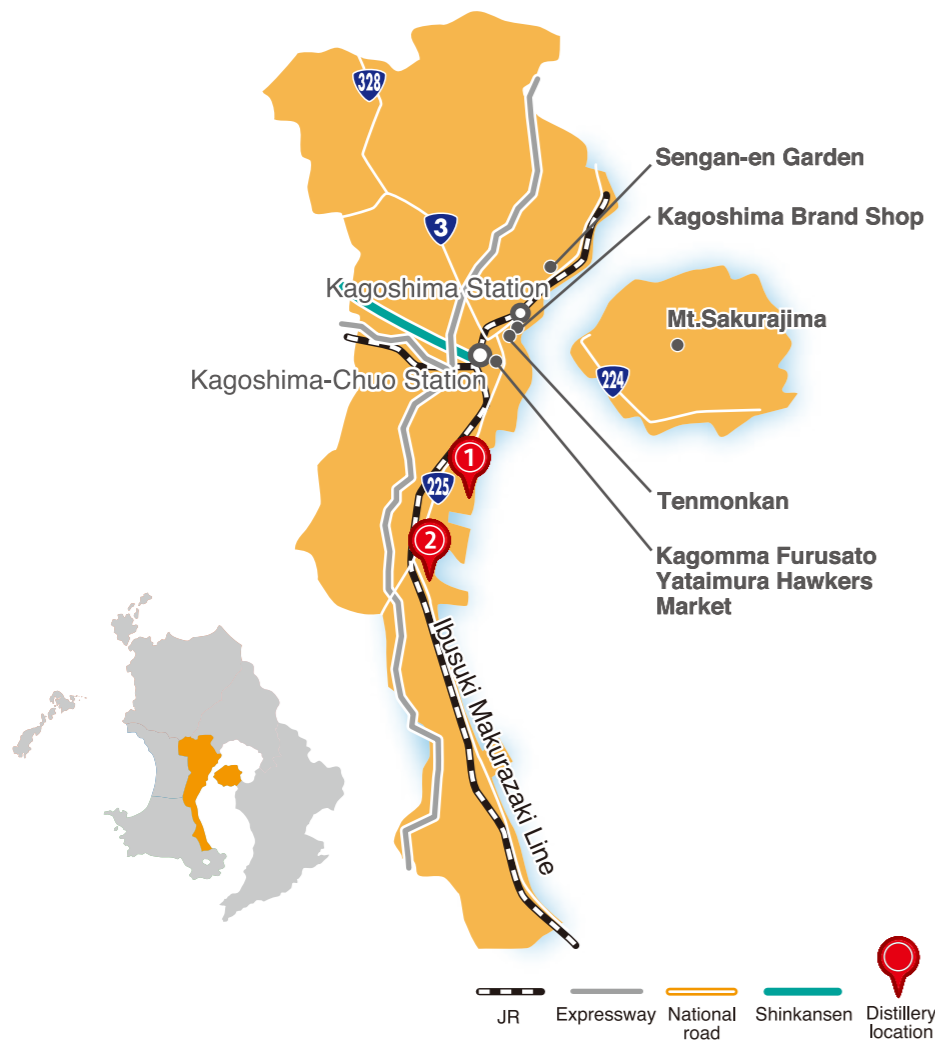 328
Sengan-en Garden
Kagoshima Brand Shop
3
Kagoshima Station
Mt.Sakurajima
Kagoshima-Chuo Station
224
1
225
Tenmonkan
2
Kagomma Furusato
Yataimura Hawkers
Market
Ibusuki Makurazaki Line
JR
Expressway
National
road
Shinkansen
Distillery
location